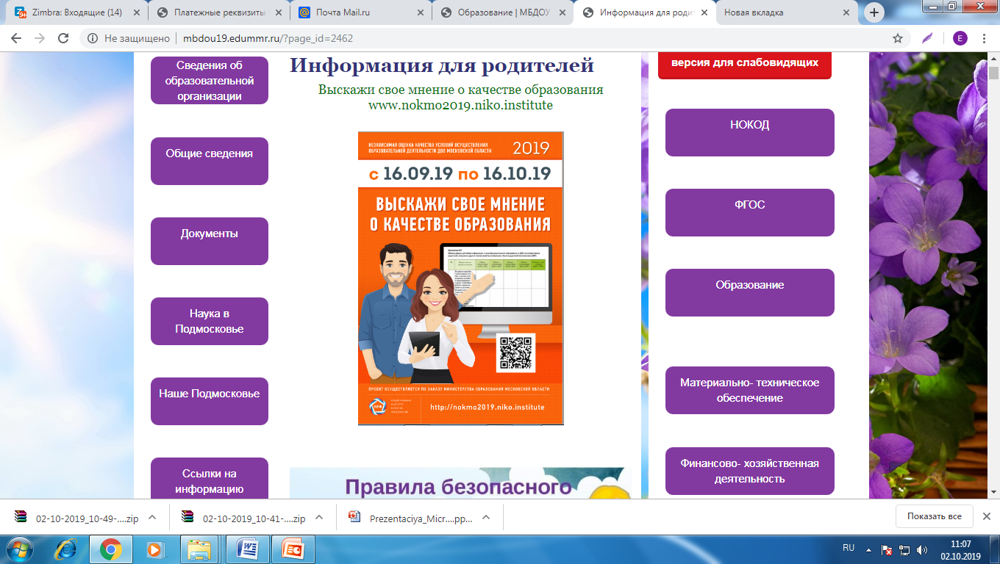 Zimbra: Входящие (14)
Платежные реквизиты
Почта Mail.ru
Образование | МБДОУ
Информация для роди
Новая вкладка
Не защищено
mbdou19.edummr.ru/?page_id=2462
E
Сведения об
образовательной
организации
Общие сведения
Документы
Наука в
Подмосковье
Наше Подмосковье
Ссылки на
информацию
Информация для родителей
Выскажи свое мнение о качестве образования
www.nokmo2019.niko.institute
НЕЗАВИСИМАЯ ОЦЕНКА КАЧЕСТВА УСЛОВИЙ ОСУЩЕСТВЛЕНИЯ
ОБРАЗОВАТЕЛЬНОЙ ДЕЯТЕЛЬНОСТИ ДОО МОСКОВСКОЙ ОБЛАСТИ
2019
с 16.09.19 по 16.10.19
ВЫСКАЖИ СВОЕ МНЕНИЕ
О КАЧЕСТВЕ ОБРАЗОВАНИЯ
ПРОЕКТ ОСУЩЕСТВЛЯЕТСЯ ПО ЗАКАЗУ МИНИСТЕРСТВА ОБРАЗОВАНИЯ МОСКОВСКОЙ ОБЛАСТИ
http://nokmo2019.niko.institute
Правила безопасного
версия для слабовидящих
НОКОД
ФГОС
Образование
Материально- техническое
обеспечение
Финансово- хозяйственная
деятельность
02-10-2019_10-49-....zip
02-10-2019_10-41-....zip
Prezentaciya_Micr....pp...
Показать все
RU
11:07
02.10.2019